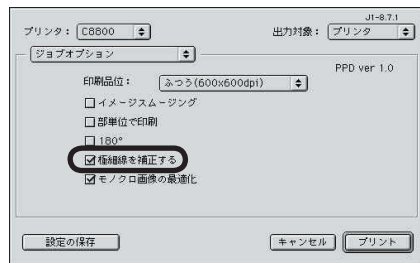 J1-8.7.1
プリンタ： C8800 出力対象： プリンタ
ジョブオプション
PPD ver 1.0
印刷品位： ふつう(600x600dpi)
イメージスムージング
部単位で印刷
180°
極細線を補正する
モノクロ画像の最適化
設定の保存 キャンセル プリント